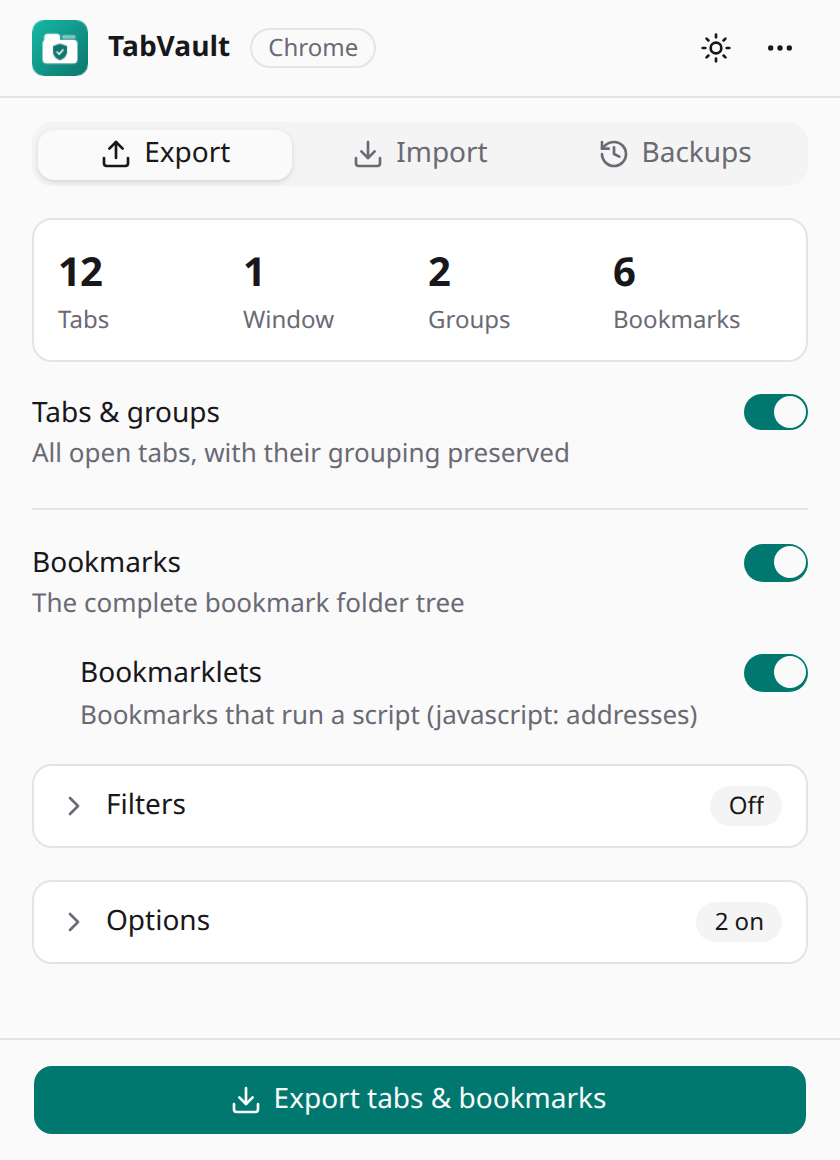 TabVault Chrome
Export Import Backups
12 1 2 6
Tabs Window Groups Bookmarks
Tabs & groups
All open tabs, with their grouping preserved
Bookmarks
The complete bookmark folder tree
Bookmarklets
Bookmarks that run a script (javascript: addresses)
Filters Off
Options 2 on
Export tabs & bookmarks